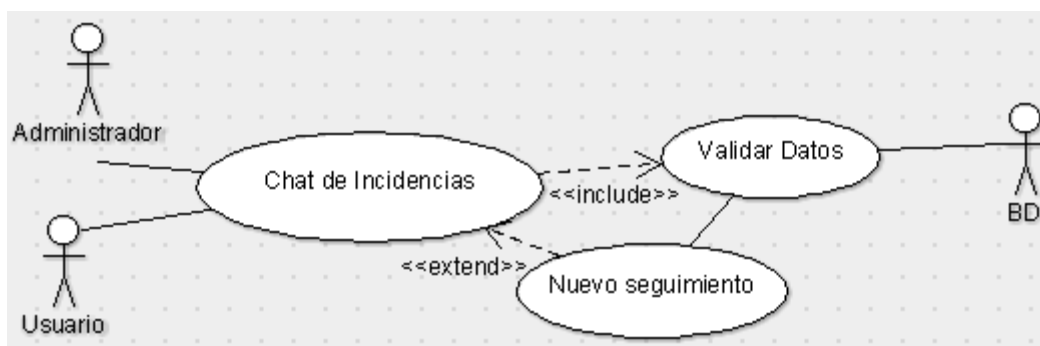 Administrador
Chat de Incidencias
Validar Datos
<<include>>
BD
<<extend>>
Nuevo seguimiento
Usuario